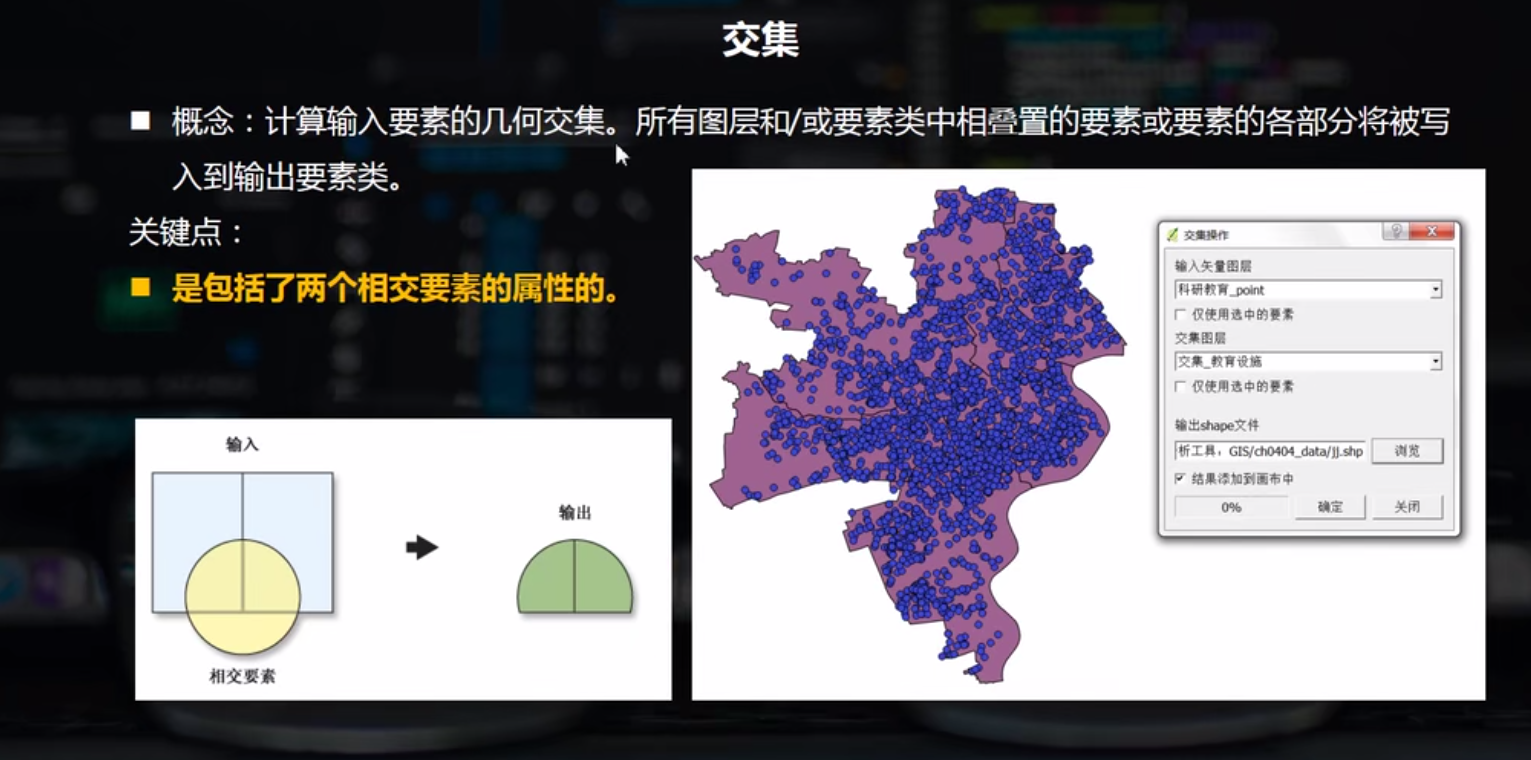 交集
■ 概念：计算输入要素的几何交集。所有图层和/或要素类中相叠置的要素或要素的各部分将被写
入到输出要素类。
关键点：
■ 是包括了两个相交要素的属性的。
输入
输出
相交要素
交集操作
输入矢量图层
科研教育_point
仅使用选中的要素
交集图层
交集_教育设施
仅使用选中的要素
输出shape文件
析工具，GIS/ch0404_data/jj.shp
浏览
结果添加到画布中
0%
确定
关闭